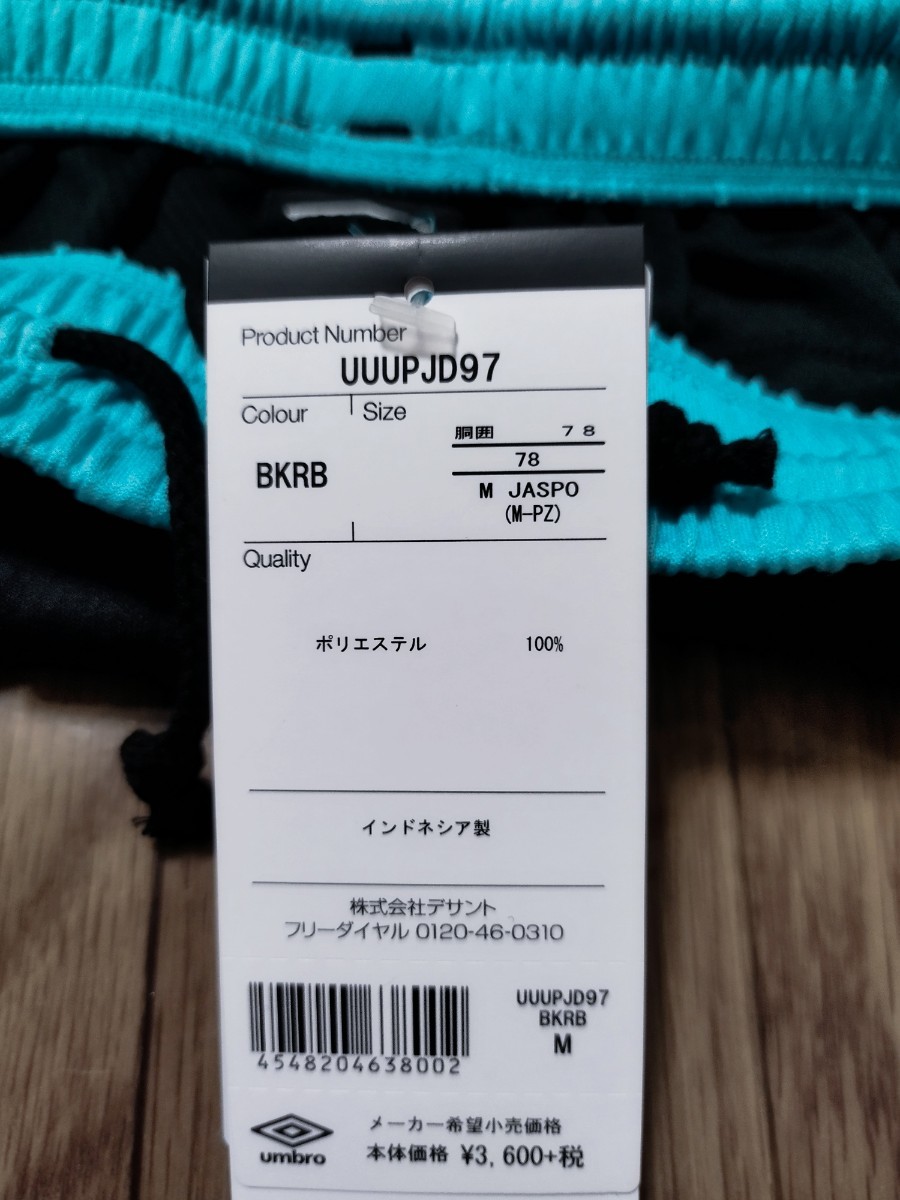 Product Number
UUUPJD97
Colour Size
胴囲 78
78
BKRB
M JASPO
(M-PZ)
Quality
ポリエステル 100%
インドネシア製
株式会社デサント
フリーダイヤル 0120-46-0310
UUUPJD97
BKRB
M
4548204638002
umbro
メーカー希望小売価格
本体価格 ¥3,600+税